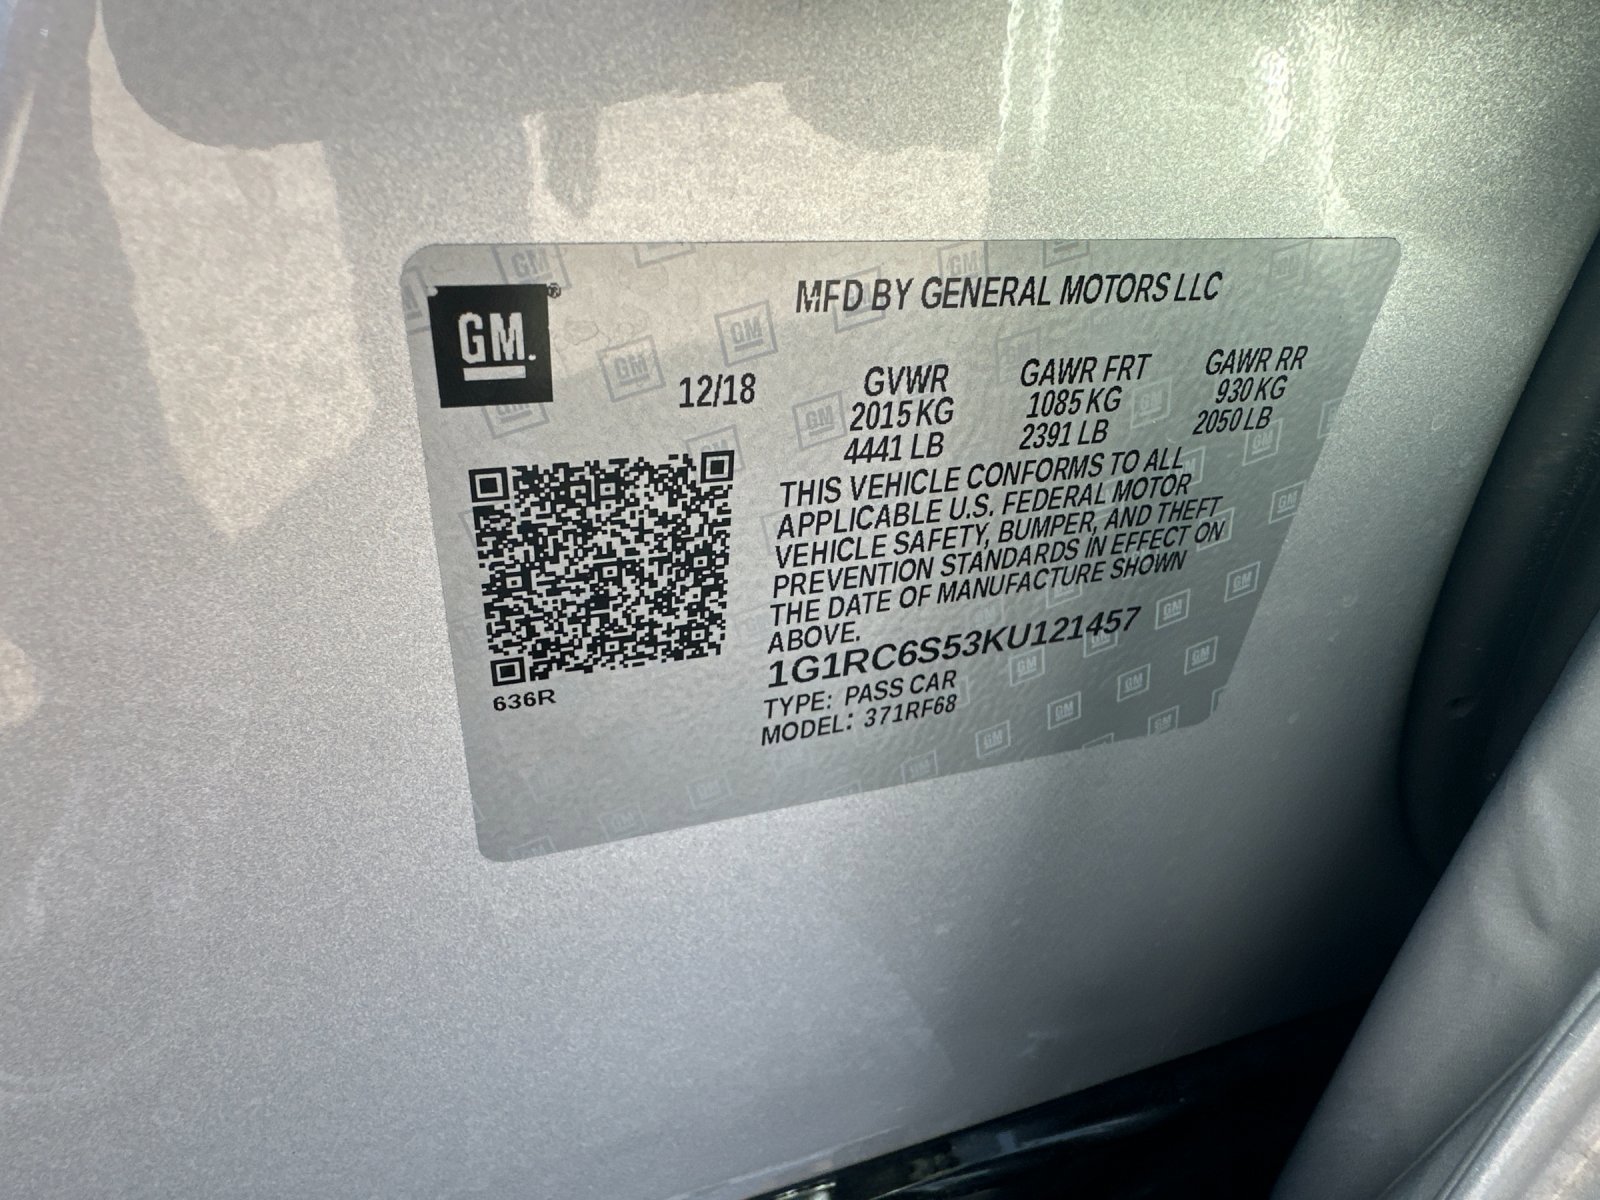 GM®
MFD BY GENERAL MOTORS LLC
12/18 GVWR GAWR FRT GAWR RR
2015 KG 1085 KG 930 KG
4441 LB 2391 LB 2050 LB
THIS VEHICLE CONFORMS TO ALL
APPLICABLE U.S. FEDERAL MOTOR
VEHICLE SAFETY, BUMPER, AND THEFT
PREVENTION STANDARDS IN EFFECT ON
THE DATE OF MANUFACTURE SHOWN
ABOVE.
1G1RC6S53KU121457
TYPE: PASS CAR
MODEL: 371RF68
636R